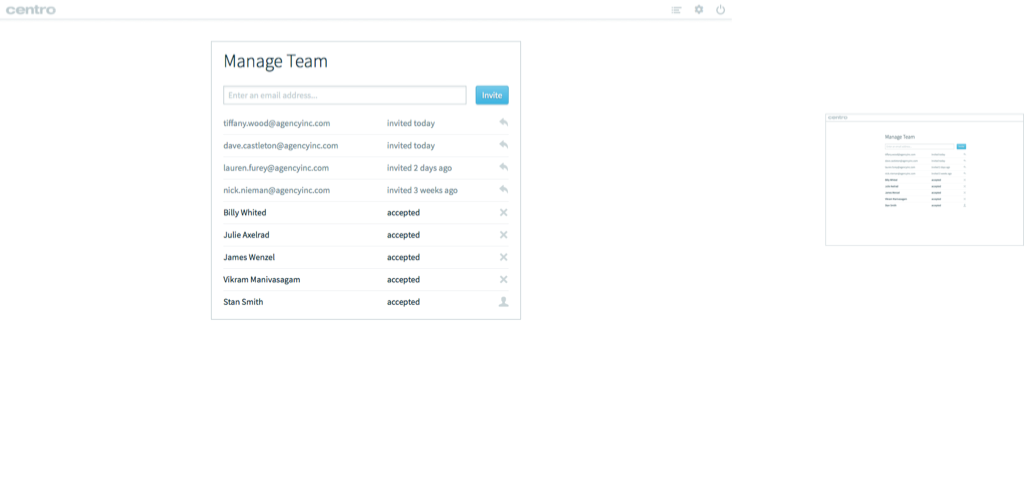 centro
Manage Team
Enter an email address...
Invite
tiffany.wood@agencyinc.com invited today
dave.castleton@agencyinc.com invited today
lauren.furey@agencyinc.com invited 2 days ago
nick.nieman@agencyinc.com invited 3 weeks ago
Billy Whited accepted
Julie Axelrad accepted
James Wenzel accepted
Vikram Manivasagam accepted
Stan Smith accepted
Manage Team